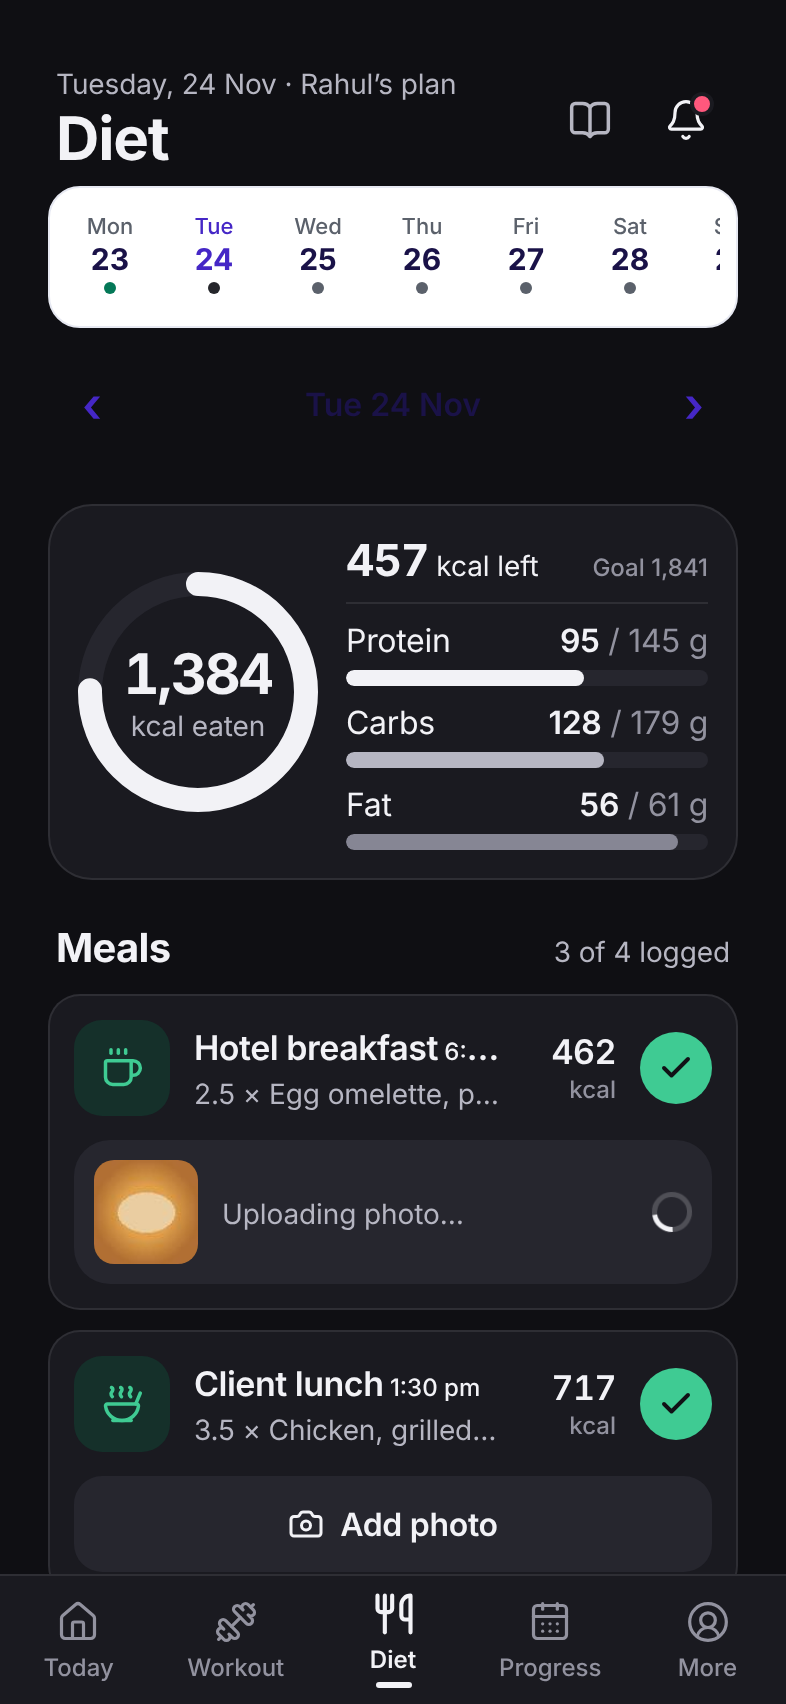 Tuesday, 24 Nov · Rahul’s plan
Diet
Mon Tue Wed Thu Fri Sat
23 24 25 26 27 28
‹ Tue 24 Nov ›
457 kcal left Goal 1,841
1,384
kcal eaten
Protein 95 / 145 g
Carbs 128 / 179 g
Fat 56 / 61 g
Meals 3 of 4 logged
Hotel breakfast 6:... 462
2.5 × Egg omelette, p... kcal
Uploading photo...
Client lunch 1:30 pm 717
3.5 × Chicken, grilled... kcal
Add photo
Today Workout Diet Progress More